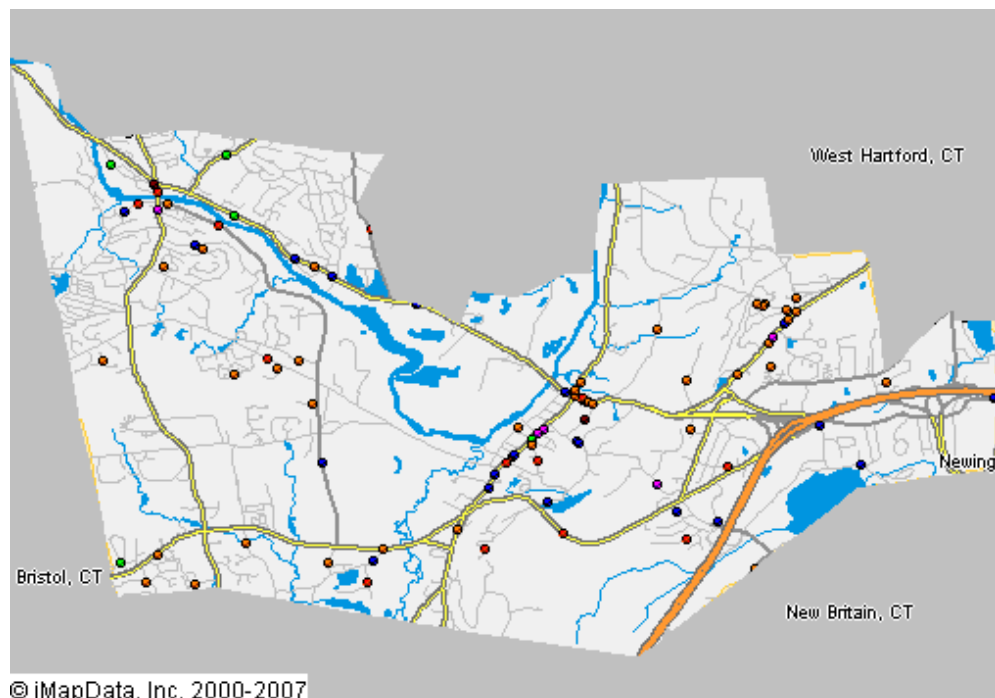 West Hartford, CT
Newing
Bristol, CT
New Britain, CT
© iMapData, Inc. 2000-2007